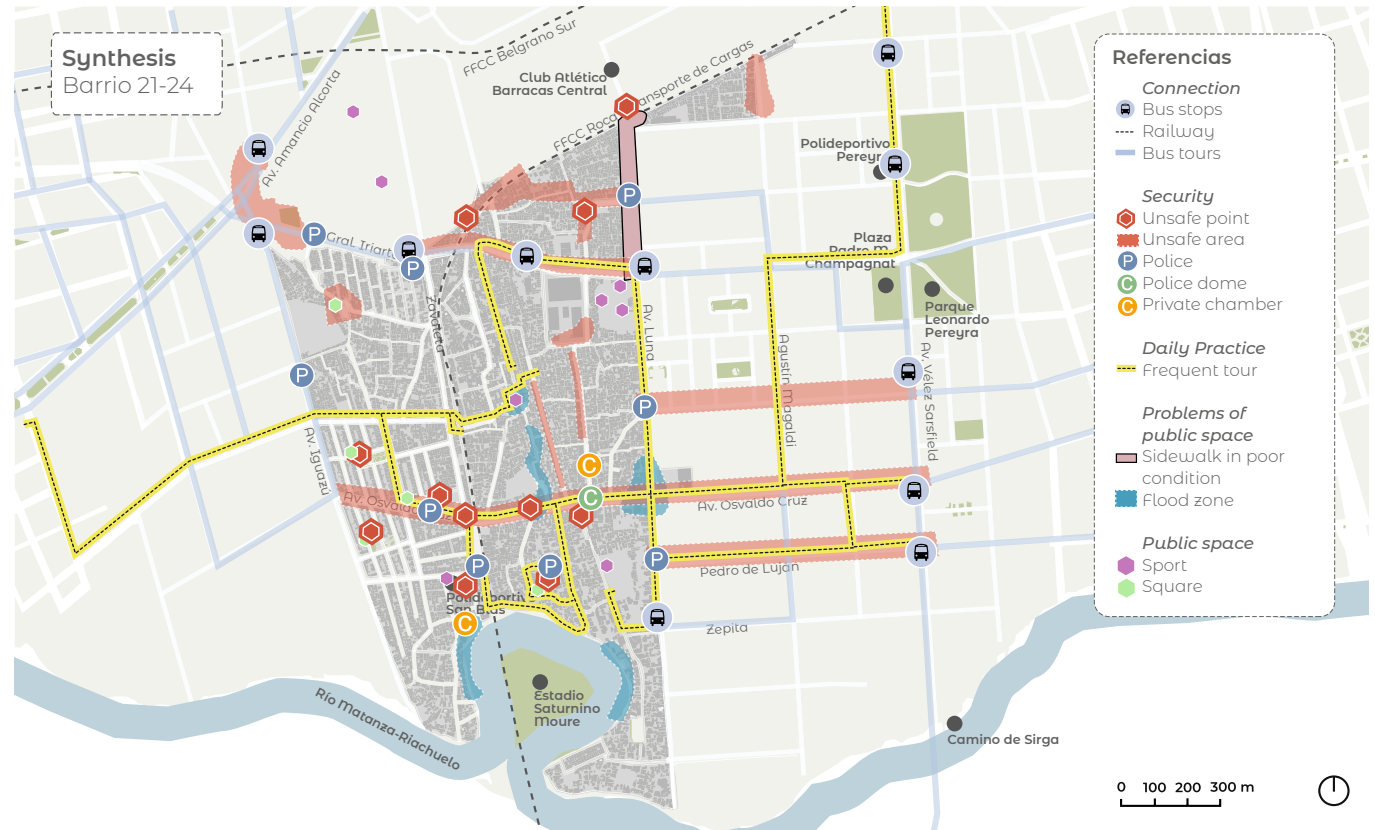 Synthesis
Barrio 21-24
FFCC Belgrano Sur
Club Atlético
Barracas Central
FFCC Roca Transporte de Cargas
Av. Amancio Alcorta
Polideportivo
Pereyra
P
P
Gral. Iriarte
P
Plaza
Padre M.
Champagnat
Parque
Leonardo
Pereyra
Zavaleta
Av. Luna
Agustín Magaldi
Av. Vélez Sarsfield
P
P
Av. Iguazú
C
C
Av. Osvaldo Cruz
P
Av. Osvaldo Cruz
P
P
P
Pedro de Luján
Polideportivo
San Blas
C
Zepita
Estadio
Saturnino
Moure
Río Matanza-Riachuelo
Camino de Sirga
Referencias
Connection
Bus stops
Railway
Bus tours
Security
Unsafe point
Unsafe area
P Police
C Police dome
C Private chamber
Daily Practice
Frequent tour
Problems of
public space
Sidewalk in poor
condition
Flood zone
Public space
Sport
Square
0 100 200 300 m